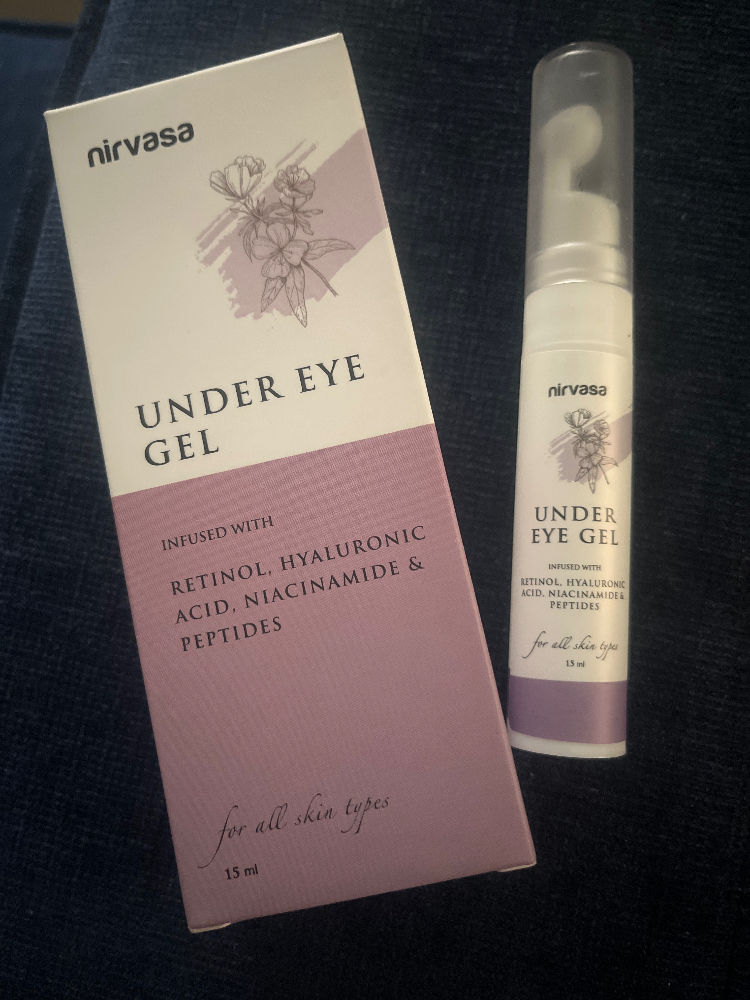 nirvasa
UNDER EYE
GEL
INFUSED WITH
RETINOL, HYALURONIC
ACID, NIACINAMIDE &
PEPTIDES
for all skin types
15 ml
nirvasa
UNDER
EYE GEL
INFUSED WITH
RETINOL, HYALURONIC
ACID, NIACINAMIDE &
PEPTIDES
for all skin types
15 ml